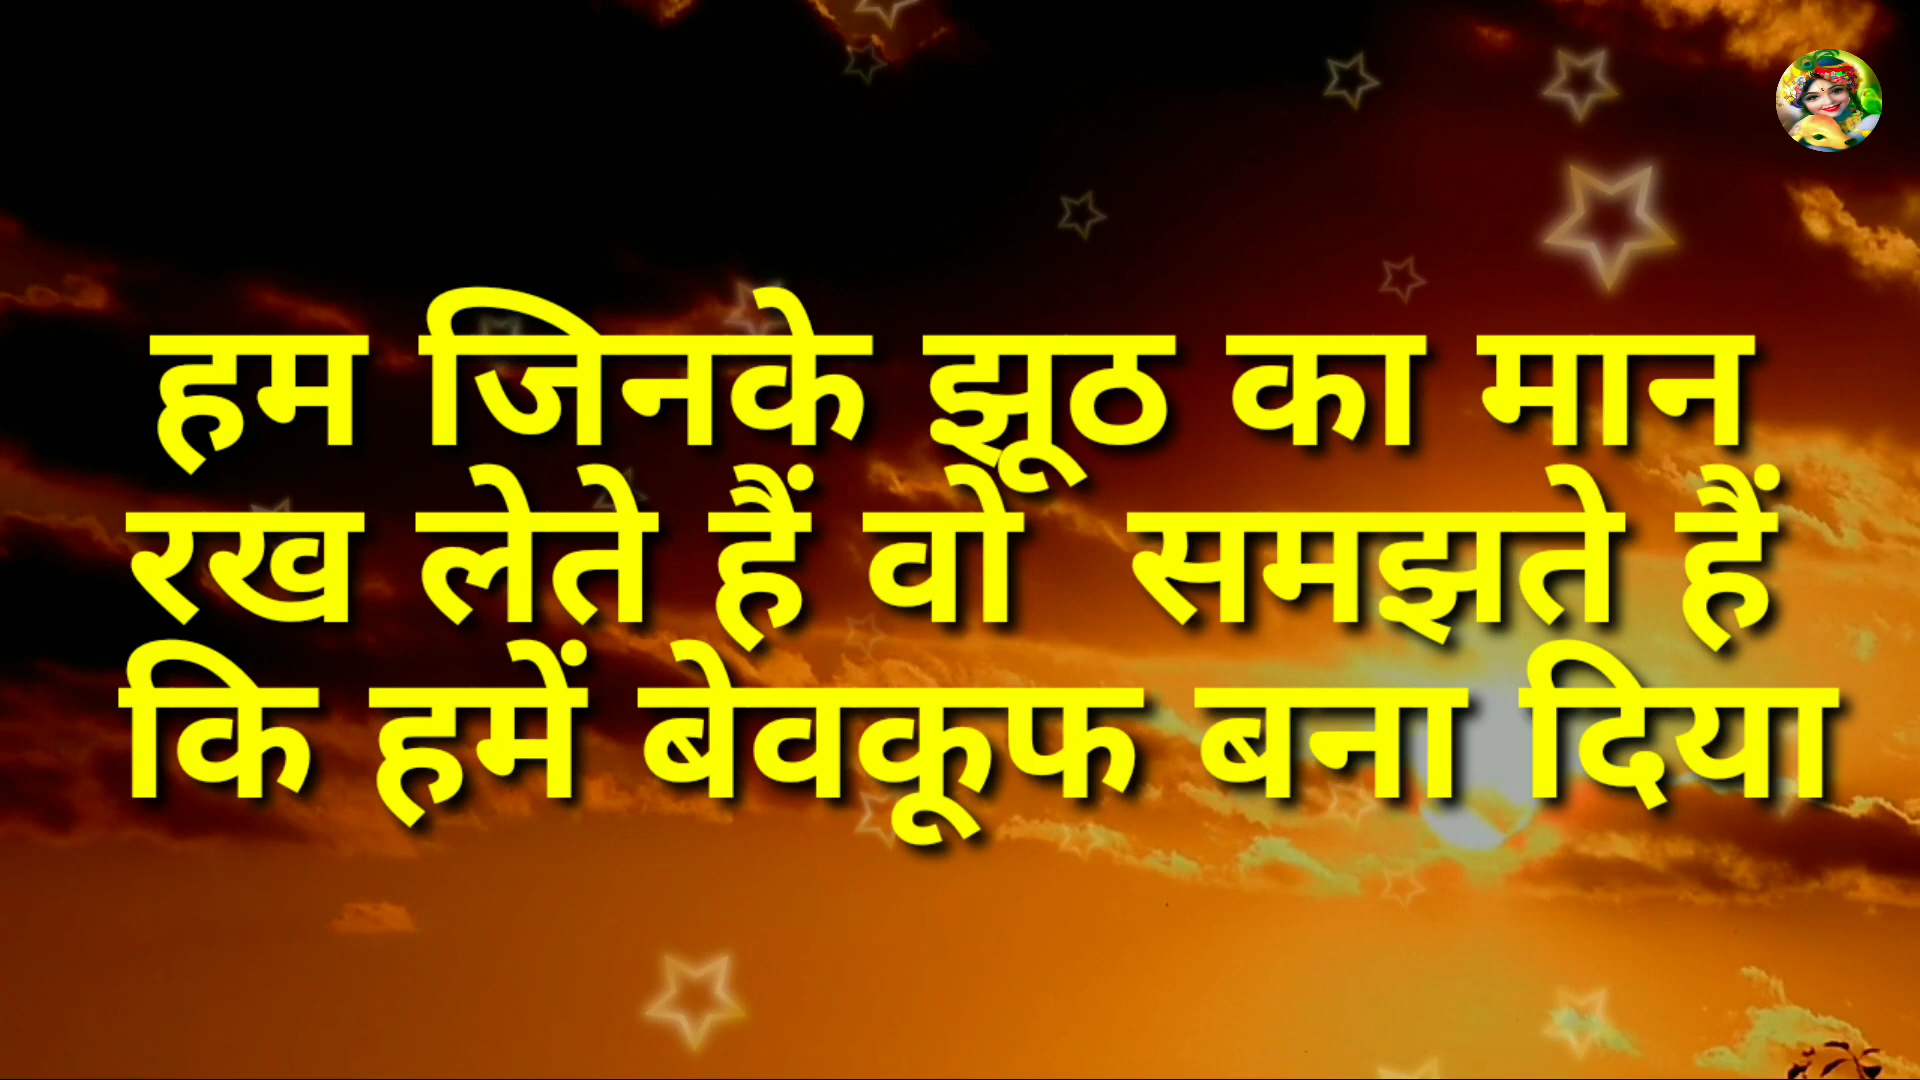 हम जिनके झूठ का मान
रख लेते हैं वो समझते हैं
कि हमें बेवकूफ बना दिया